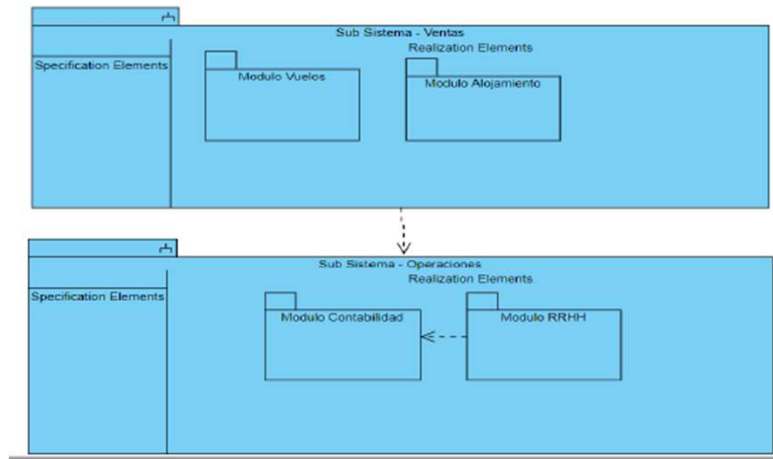 Sub Sistema - Ventas
Realization Elements
Specification Elements
Modulo Vuelos
Modulo Alojamiento
Sub Sistema - Operaciones
Realization Elements
Specification Elements
Modulo Contabilidad
Modulo RRHH